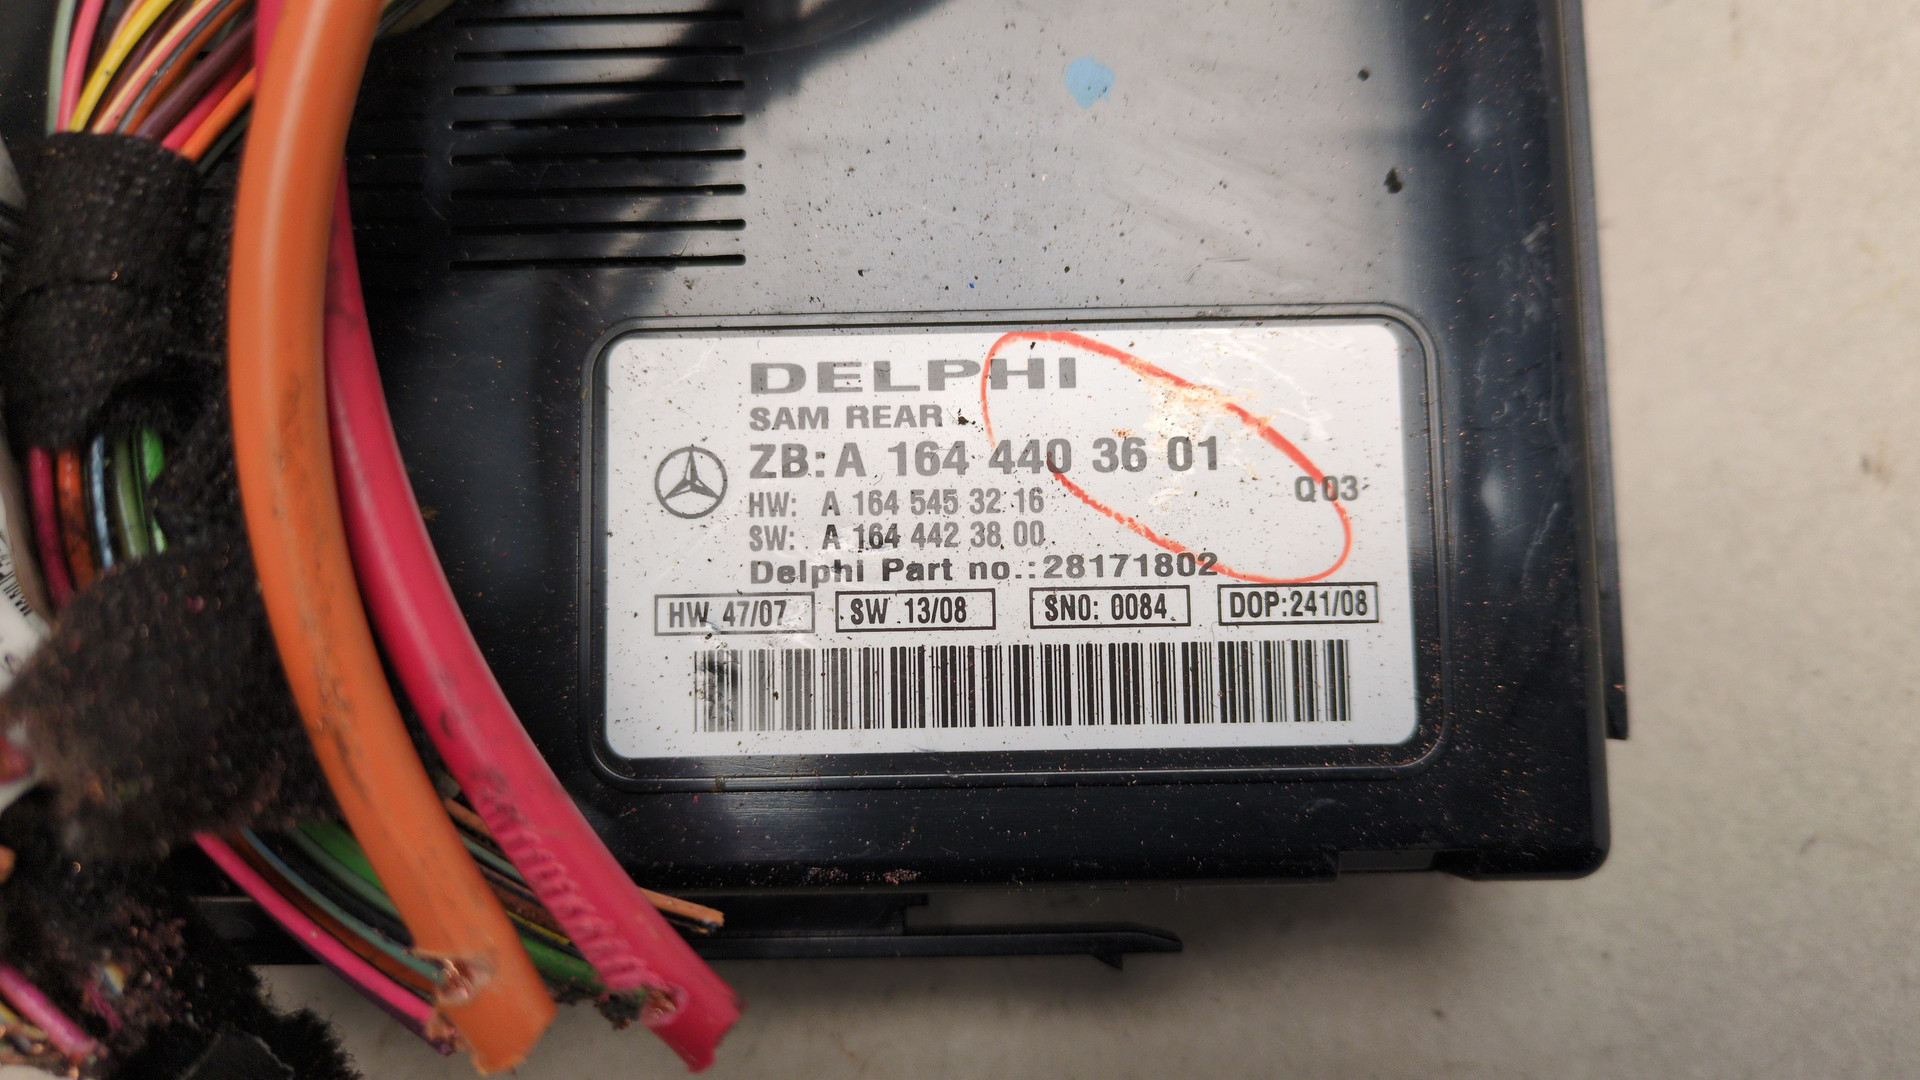 DELPHI
SAM REAR
ZB: A 164 440 36 01
Q03
HW: A 164 545 32 16
SW: A 164 442 38 00
Delphi Part no.:28171802
HW 47/07 SW 13/08 SNO: 0084 DOP:241/08